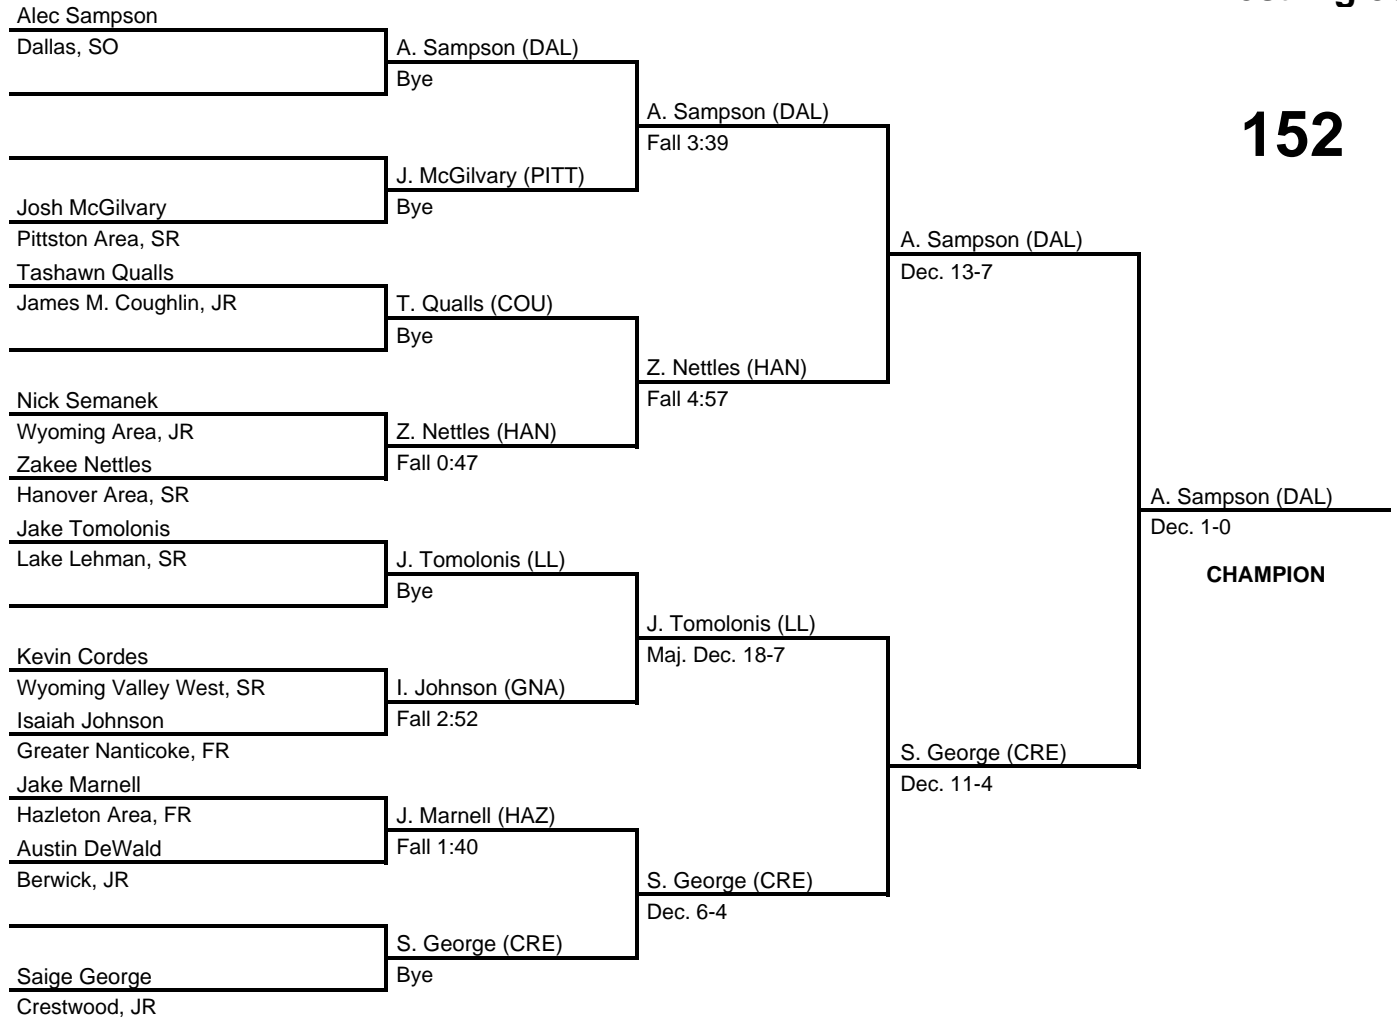 Alec Sampson
Dallas, SO
A. Sampson (DAL)
Bye
A. Sampson (DAL)
Fall 3:39
152
J. McGilvary (PITT)
Bye
Josh McGilvary
Pittston Area, SR
A. Sampson (DAL)
Dec. 13-7
Tashawn Qualls
James M. Coughlin, JR
T. Qualls (COU)
Bye
Z. Nettles (HAN)
Fall 4:57
Nick Semanek
Wyoming Area, JR
Z. Nettles (HAN)
Fall 0:47
Zakee Nettles
Hanover Area, SR
A. Sampson (DAL)
Dec. 1-0
CHAMPION
Jake Tomolonis
Lake Lehman, SR
J. Tomolonis (LL)
Bye
J. Tomolonis (LL)
Maj. Dec. 18-7
Kevin Cordes
Wyoming Valley West, SR
I. Johnson (GNA)
Fall 2:52
Isaiah Johnson
Greater Nanticoke, FR
S. George (CRE)
Dec. 11-4
Jake Marnell
Hazleton Area, FR
J. Marnell (HAZ)
Fall 1:40
Austin DeWald
Berwick, JR
S. George (CRE)
Dec. 6-4
S. George (CRE)
Bye
Saige George
Crestwood, JR